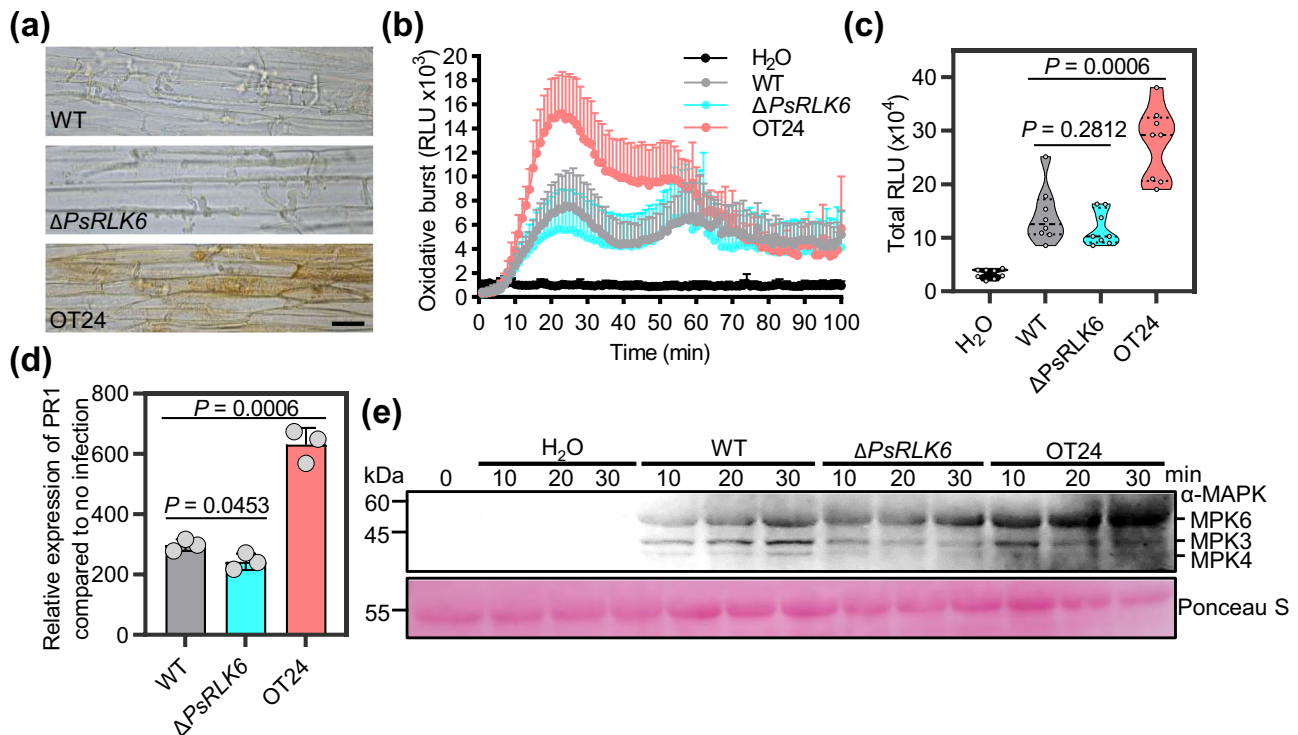 (a)
WT
ΔPsRLK6
OT24
(b)
Oxidative burst (RLU x10³)
20
18
16
14
12
10
8
6
4
2
0
0 10 20 30 40 50 60 70 80 90 100
Time (min)
H₂O
WT
ΔPsRLK6
OT24
(c)
Total RLU (x10⁴)
40
30
20
10
0
P = 0.0006
P = 0.2812
H₂O
WT
ΔPsRLK6
OT24
(d)
Relative expression of PR1
compared to no infection
800
600
400
200
0
P = 0.0006
P = 0.0453
WT
ΔPsRLK6
OT24
(e)
H₂O WT ΔPsRLK6 OT24
kDa 0 10 20 30 10 20 30 10 20 30 10 20 30 min
α-MAPK
60
45
MPK6
MPK3
MPK4
55
Ponceau S